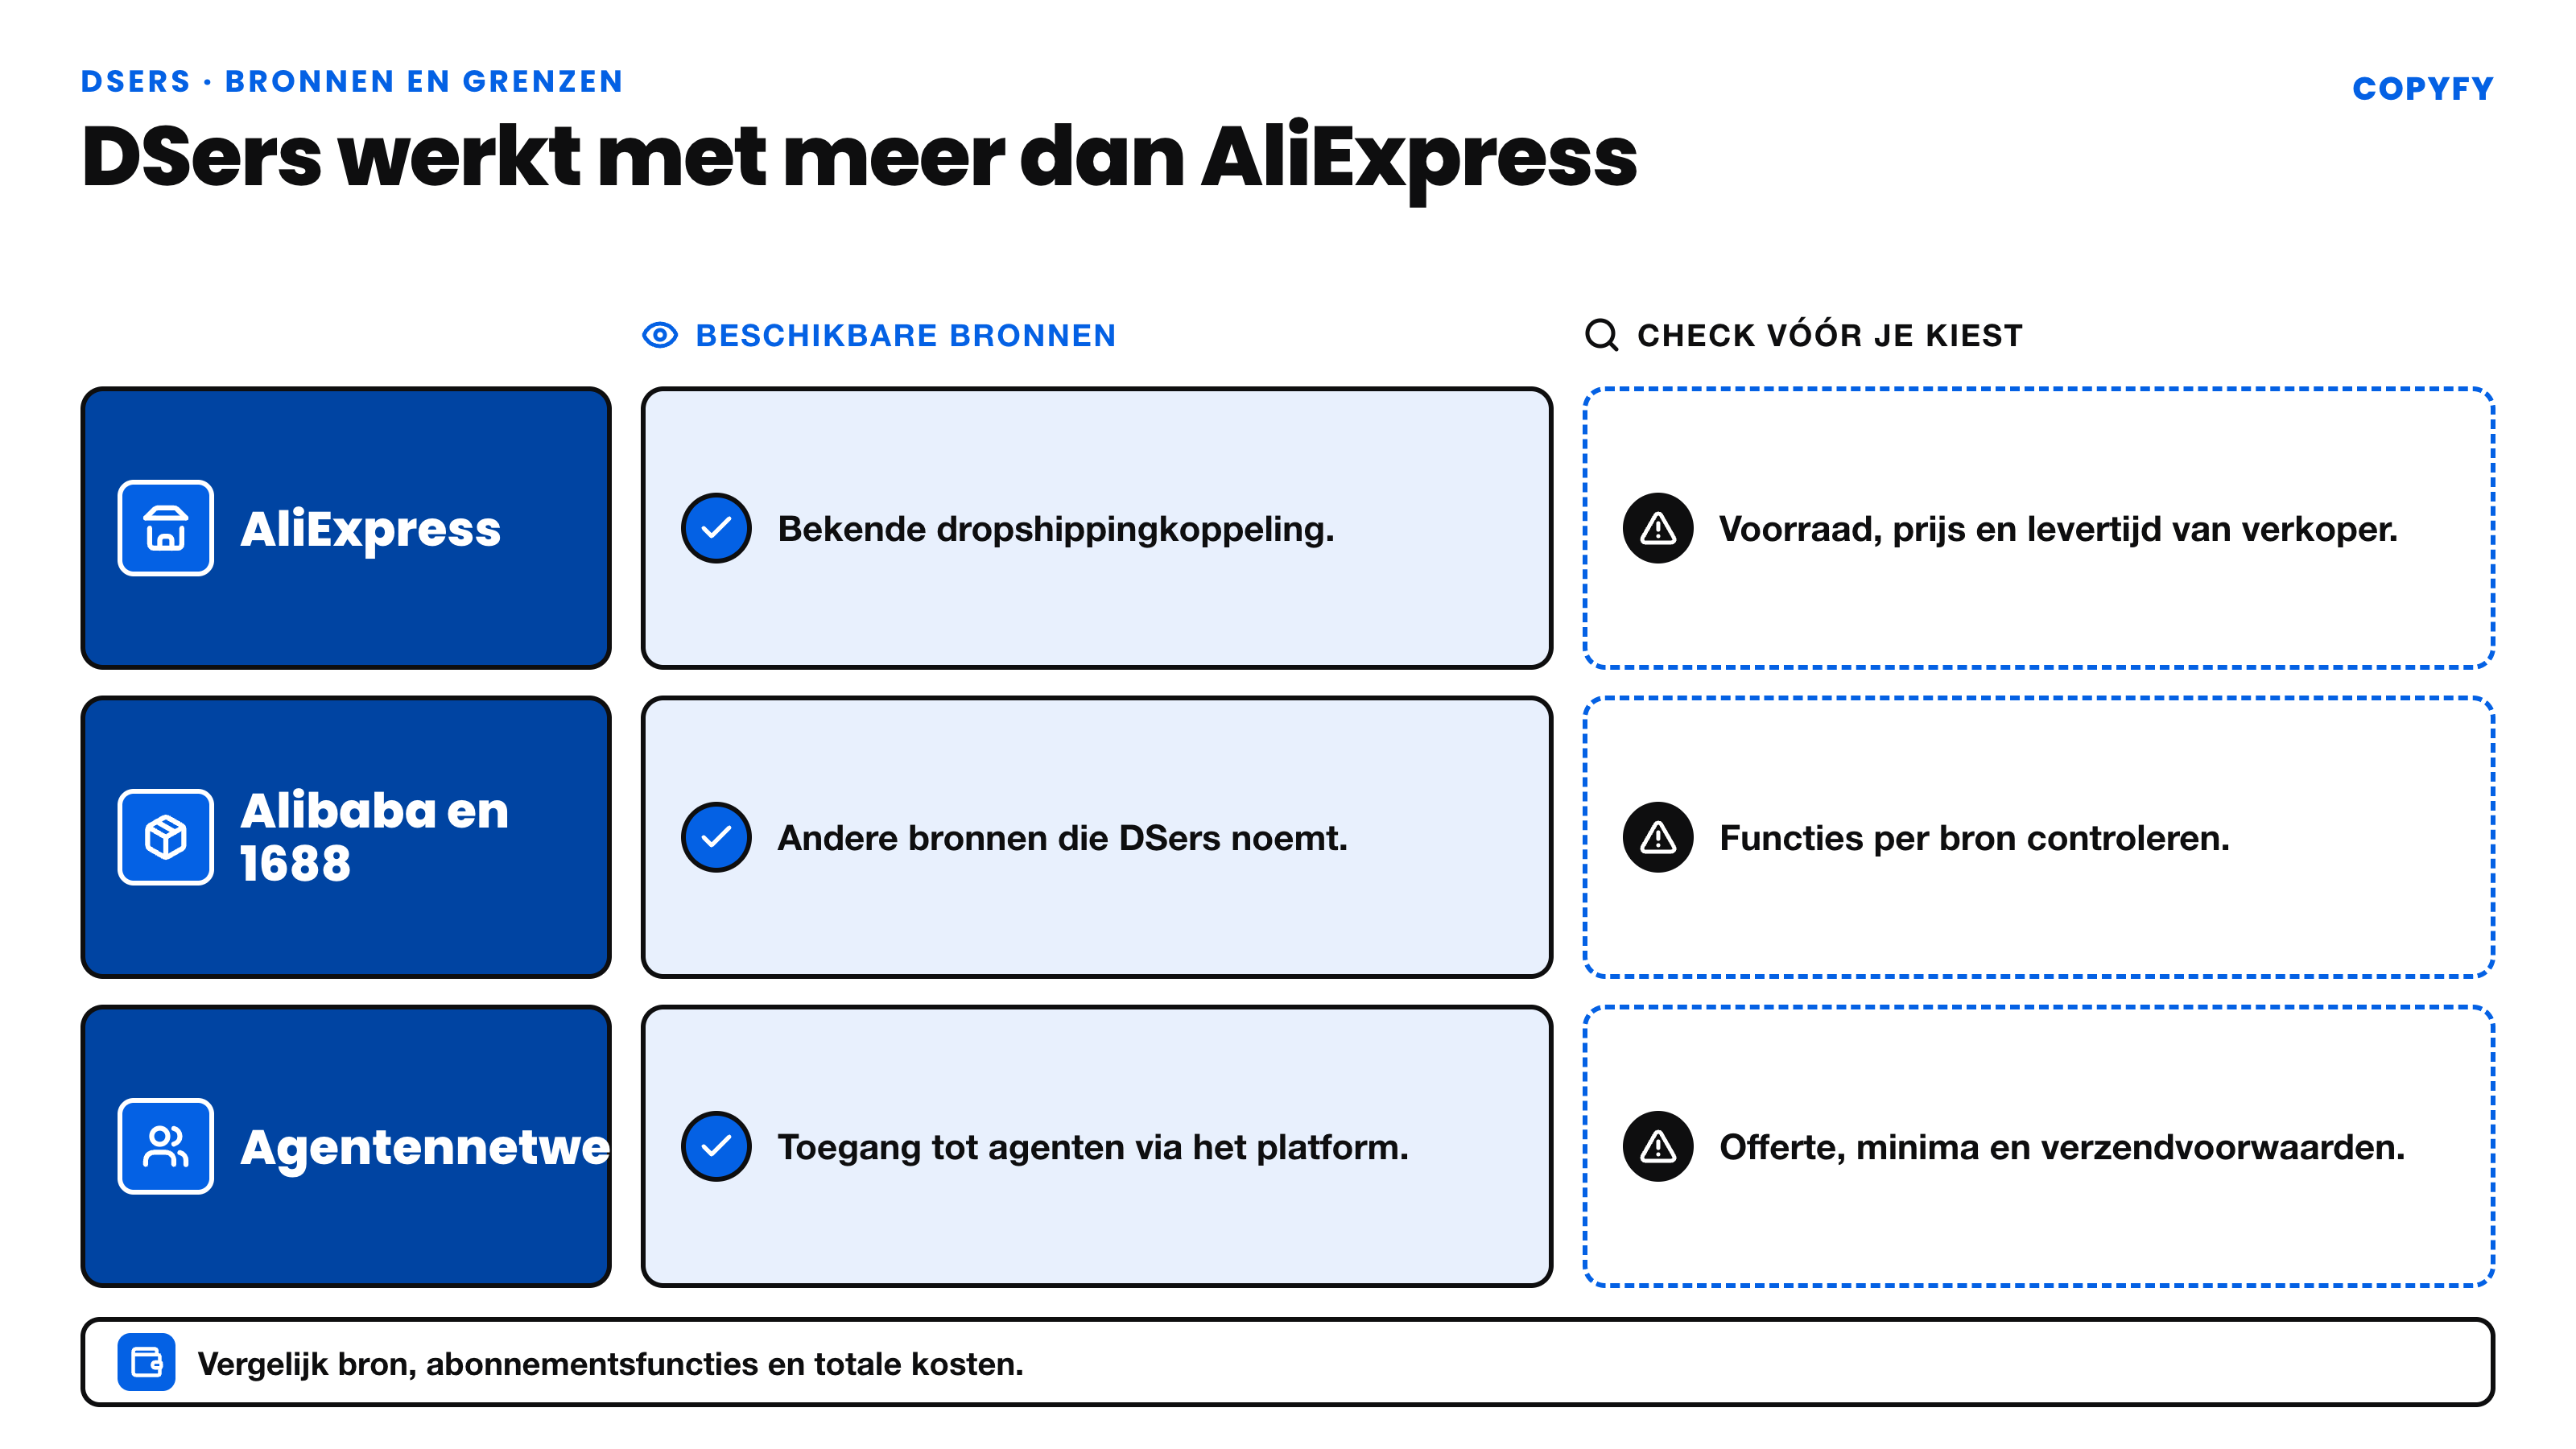 DSERS · BRONNEN EN GRENZEN
COPYFY
DSers werkt met meer dan AliExpress
BESCHIKBARE BRONNEN
CHECK VÓÓR JE KIEST
AliExpress
Bekende dropshippingkoppeling.
Voorraad, prijs en levertijd van verkoper.
Alibaba en
1688
Andere bronnen die DSers noemt.
Functies per bron controleren.
Agentennetwe
Toegang tot agenten via het platform.
Offerte, minima en verzendvoorwaarden.
Vergelijk bron, abonnementsfuncties en totale kosten.